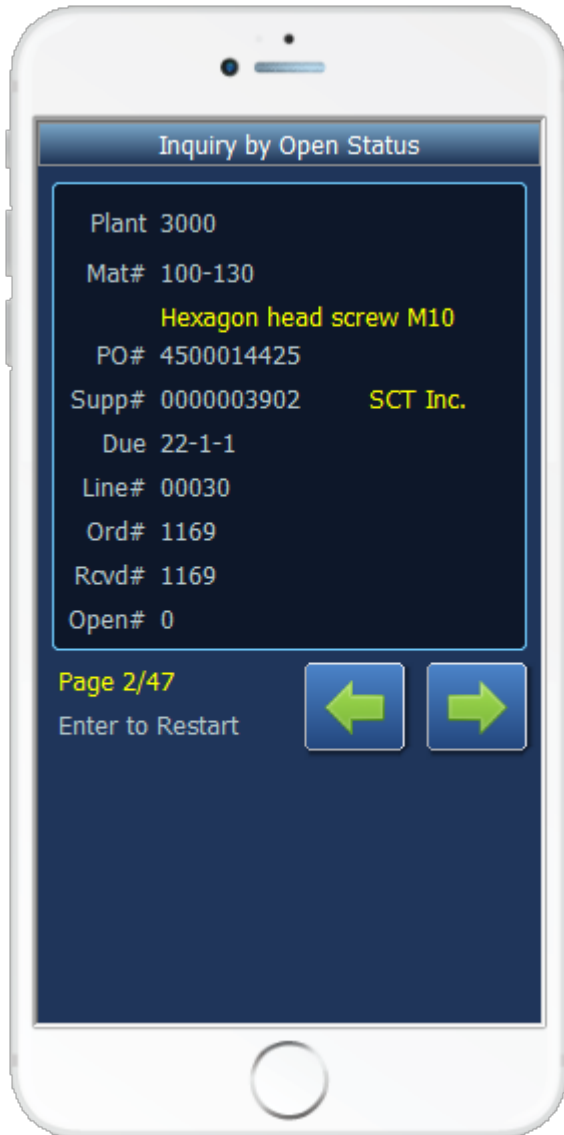 Inquiry by Open Status
Plant 3000
Mat# 100-130
Hexagon head screw M10
PO# 4500014425
Supp# 0000003902 SCT Inc.
Due 22-1-1
Line# 00030
Ord# 1169
Rcvd# 1169
Open# 0
Page 2/47
Enter to Restart